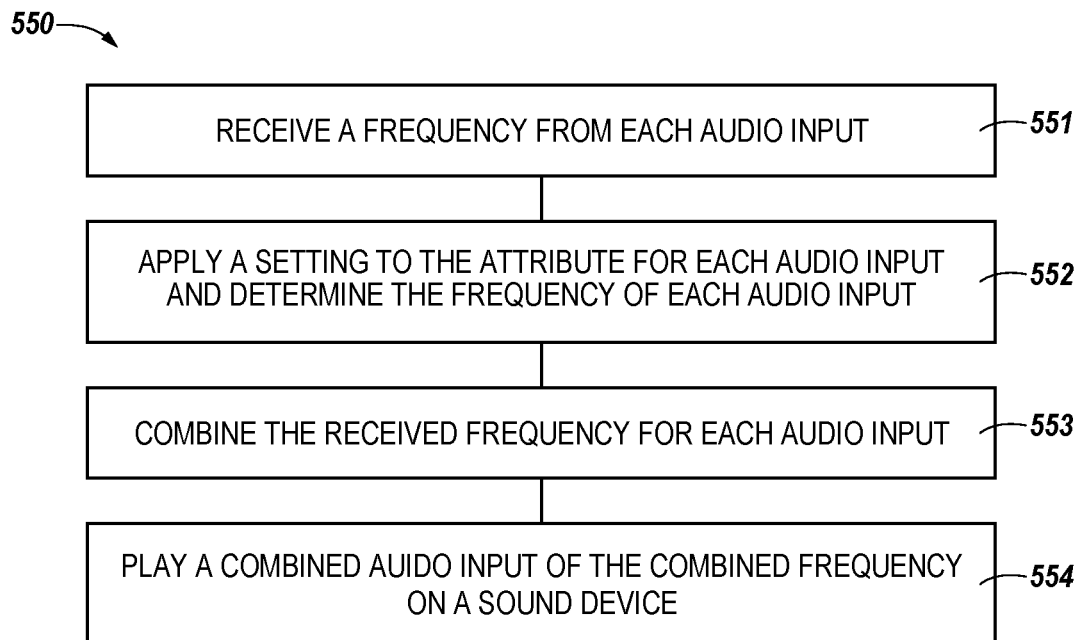 550
RECEIVE A FREQUENCY FROM EACH AUDIO INPUT
551
APPLY A SETTING TO THE ATTRIBUTE FOR EACH AUDIO INPUT
AND DETERMINE THE FREQUENCY OF EACH AUDIO INPUT
552
COMBINE THE RECEIVED FREQUENCY FOR EACH AUDIO INPUT
553
PLAY A COMBINED AUIDO INPUT OF THE COMBINED FREQUENCY
ON A SOUND DEVICE
554